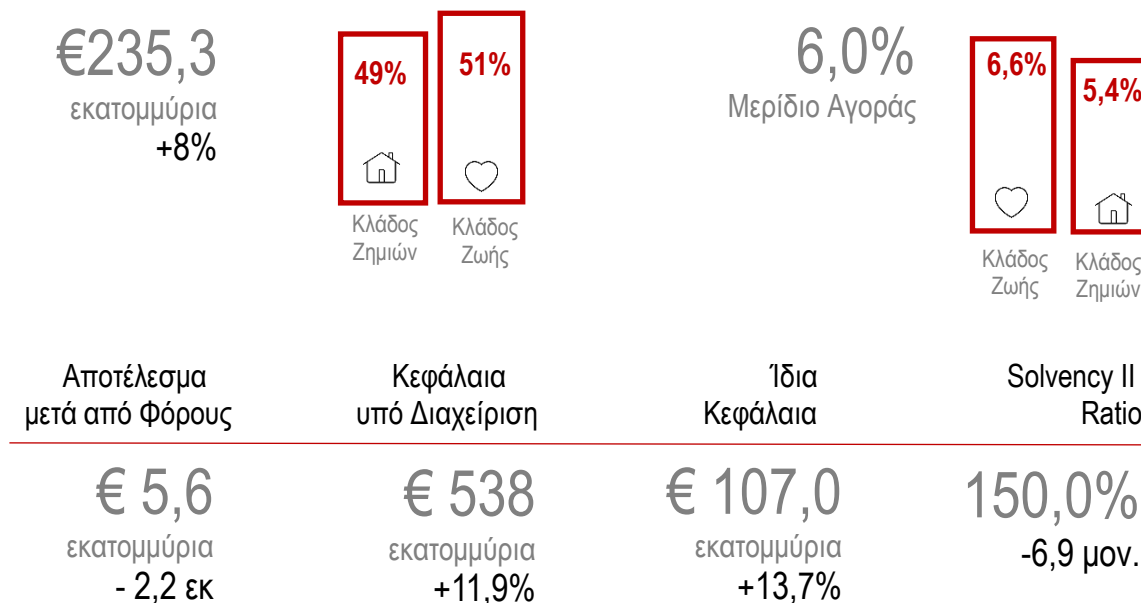 €235,3
εκατομμύρια
+8%
49%
51%
Κλάδος
Ζημιών
Κλάδος
Ζωής
6,0%
Μερίδιο Αγοράς
6,6%
5,4%
Κλάδος
Ζωής
Κλάδος
Ζημιών
Αποτέλεσμα
μετά από Φόρους
Κεφάλαια
υπό Διαχείριση
Ίδια
Κεφάλαια
Solvency II
Ratio
€ 5,6
εκατομμύρια
- 2,2 εκ
€ 538
εκατομμύρια
+11,9%
€ 107,0
εκατομμύρια
+13,7%
150,0%
-6,9 μον.